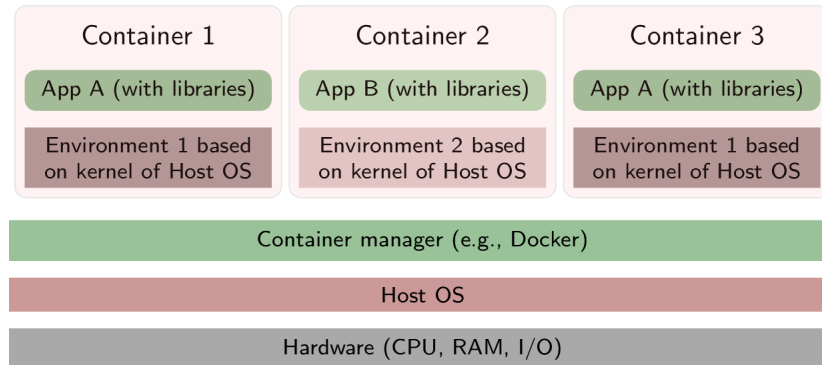 Container 1
App A (with libraries)
Environment 1 based
on kernel of Host OS
Container 2
App B (with libraries)
Environment 2 based
on kernel of Host OS
Container 3
App A (with libraries)
Environment 1 based
on kernel of Host OS
Container manager (e.g., Docker)
Host OS
Hardware (CPU, RAM, I/O)